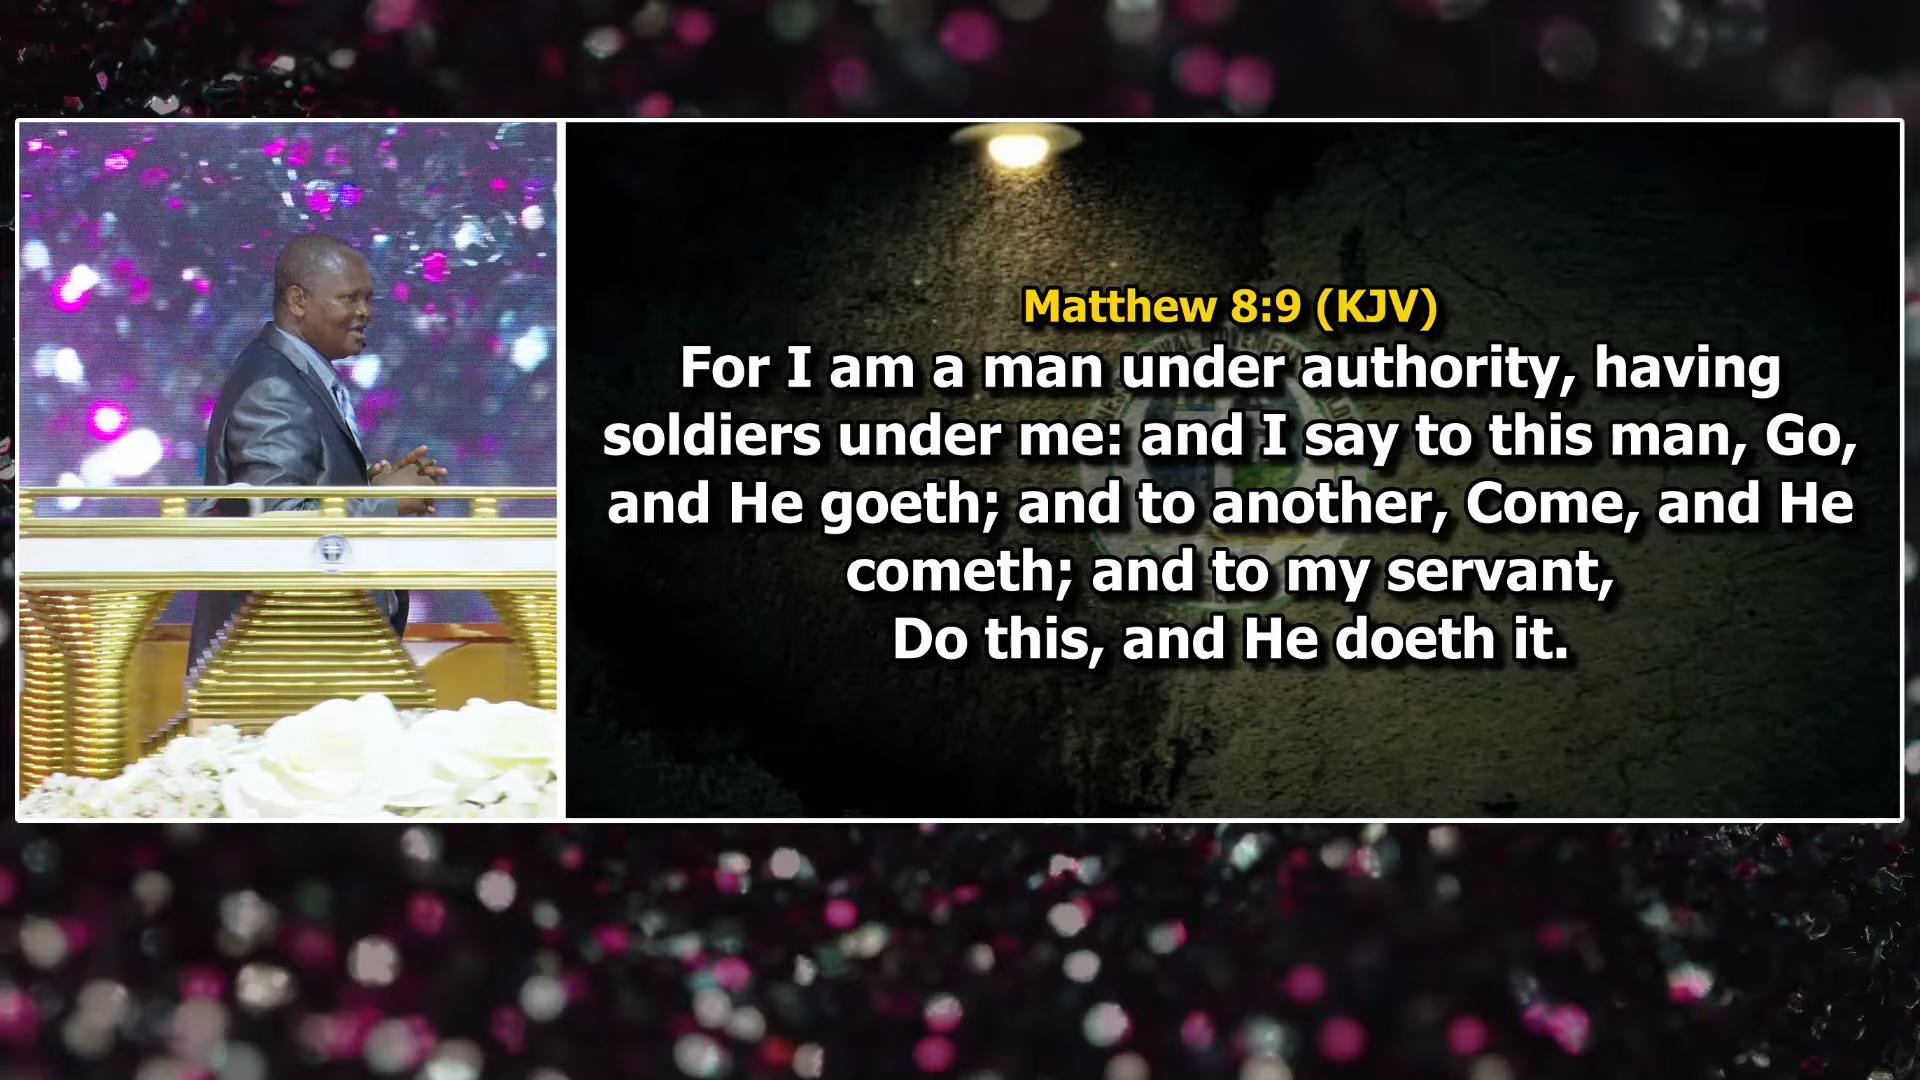 Matthew 8:9 (KJV)
For I am a man under authority, having
soldiers under me: and I say to this man, Go,
and He goeth; and to another, Come, and He
cometh; and to my servant,
Do this, and He doeth it.